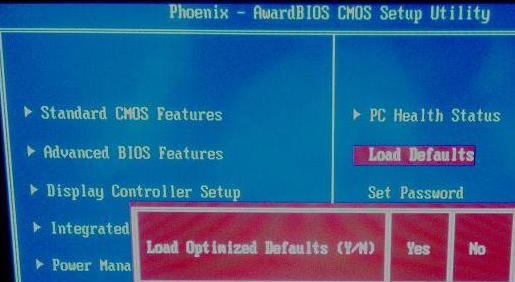 Phoenix - AwardBIOS CMOS Setup Utility
Standard CMOS Features
Advanced BIOS Features
Display Controller Setup
Integrated
Power Mana
PC Health Status
Load Defaults
Set Password
Load Optimized Defaults (Y/N) Yes No